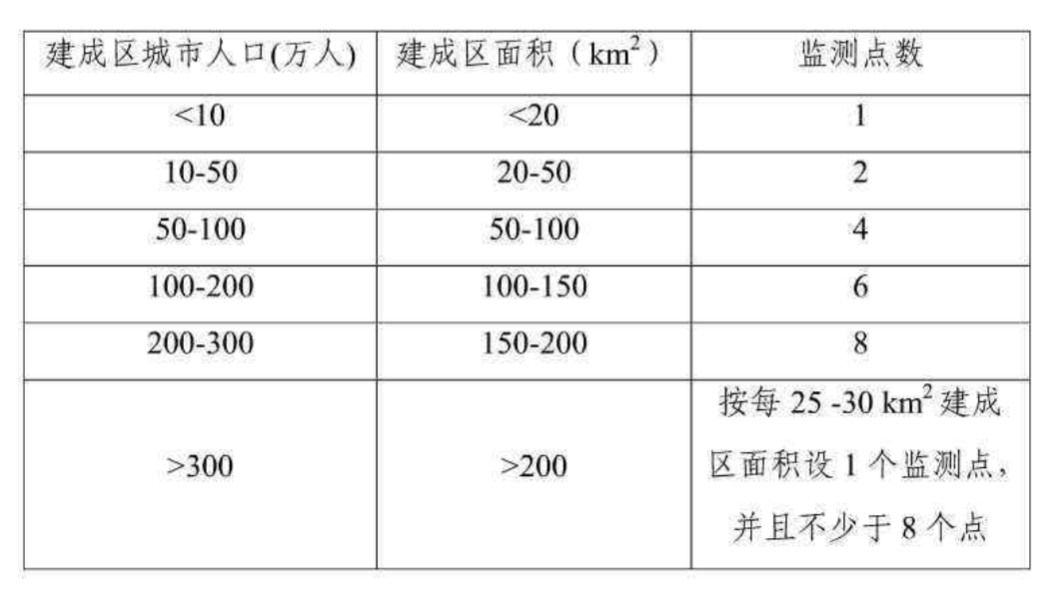 建成区城市人口(万人) 建成区面积（km²） 监测点数
<10 <20 1
10-50 20-50 2
50-100 50-100 4
100-200 100-150 6
200-300 150-200 8
>300 >200 按每 25 -30 km² 建成
区面积设 1 个监测点，
并且不少于 8 个点